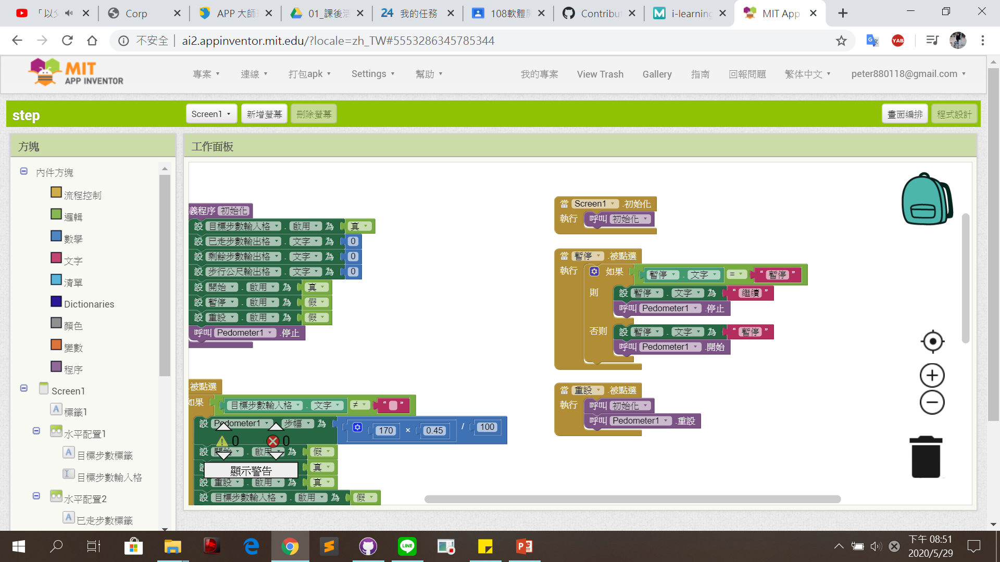 「以父
Corp
APP 大師
01_課後活
24 我的任務
108軟體開
Contribut
i-learning
MIT App
不安全 ai2.appinventor.mit.edu/?locale=zh_TW#5553286345785344
YAB
MIT
APP INVENTOR
專案 連線 打包apk Settings 幫助 我的專案 View Trash Gallery 指南 回報問題 繁体中文 peter880118@gmail.com
step Screen1 新增螢幕 刪除螢幕 畫面編排 程式設計
方塊
內件方塊
流程控制
邏輯
數學
文字
清單
Dictionaries
顏色
變數
程序
Screen1
標籤1
水平配置1
目標步數標籤
目標步數輸入格
水平配置2
已走步數標籤
工作面板
義程序 初始化
設 目標步數輸入格 . 啟用 為 真
設 已走步數輸出格 . 文字 為 0
設 剩餘步數輸出格 . 文字 為 0
設 步行公尺輸出格 . 文字 為 0
設 開始 . 啟用 為 真
設 暫停 . 啟用 為 假
設 重設 . 啟用 為 假
呼叫 Pedometer1 .停止
.被點選
如果 目標步數輸入格 . 文字 ≠ “ ”
設 Pedometer1 . 步幅 為 170 × 0.45 / 100
設 開始 . 啟用 為 假
真
設 重設 . 啟用 為 真
設 目標步數輸入格 . 啟用 為 假
0 0
顯示警告
當 Screen1 .初始化
執行 呼叫 初始化
當 暫停 .被點選
執行 如果 暫停 . 文字 = “ 暫停 ”
則 設 暫停 . 文字 為 “ 繼續 ”
呼叫 Pedometer1 .停止
否則 設 暫停 . 文字 為 “ 暫停 ”
呼叫 Pedometer1 .開始
當 重設 .被點選
執行 呼叫 初始化
呼叫 Pedometer1 .重設
LINE
下午 08:51
2020/5/29